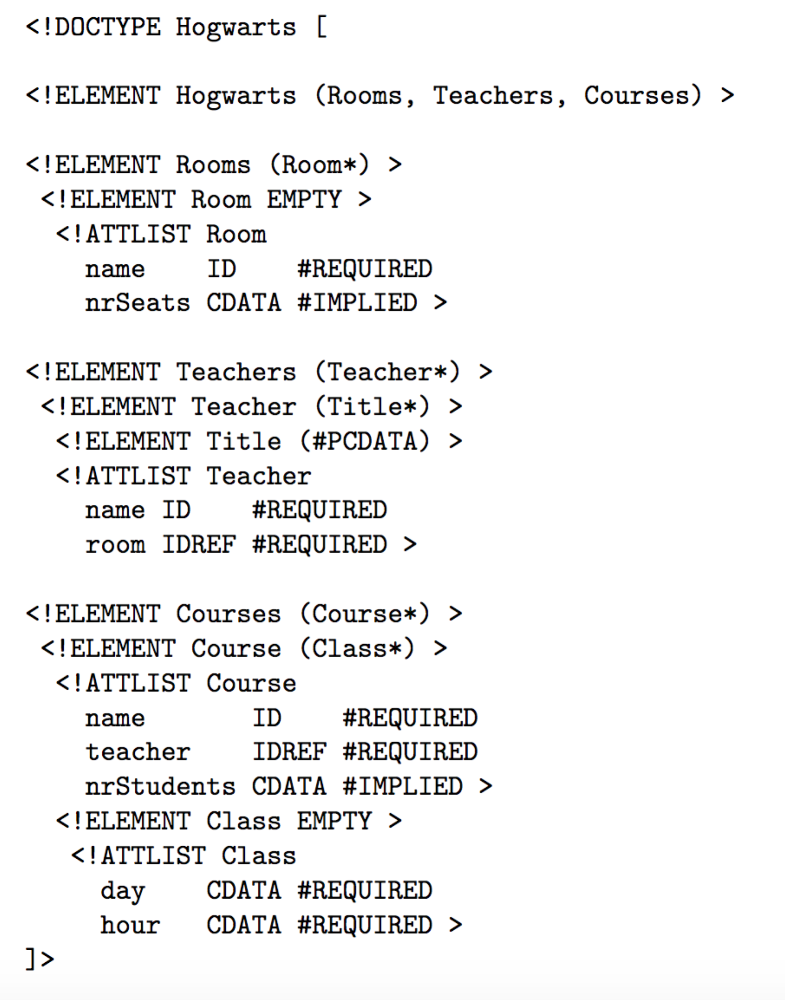 <!DOCTYPE Hogwarts [
<!ELEMENT Hogwarts (Rooms, Teachers, Courses) >
<!ELEMENT Rooms (Room*) >
<!ELEMENT Room EMPTY >
<!ATTLIST Room
name ID #REQUIRED
nrSeats CDATA #IMPLIED >
<!ELEMENT Teachers (Teacher*) >
<!ELEMENT Teacher (Title*) >
<!ELEMENT Title (#PCDATA) >
<!ATTLIST Teacher
name ID #REQUIRED
room IDREF #REQUIRED >
<!ELEMENT Courses (Course*) >
<!ELEMENT Course (Class*) >
<!ATTLIST Course
name ID #REQUIRED
teacher IDREF #REQUIRED
nrStudents CDATA #IMPLIED >
<!ELEMENT Class EMPTY >
<!ATTLIST Class
day CDATA #REQUIRED
hour CDATA #REQUIRED >
]>